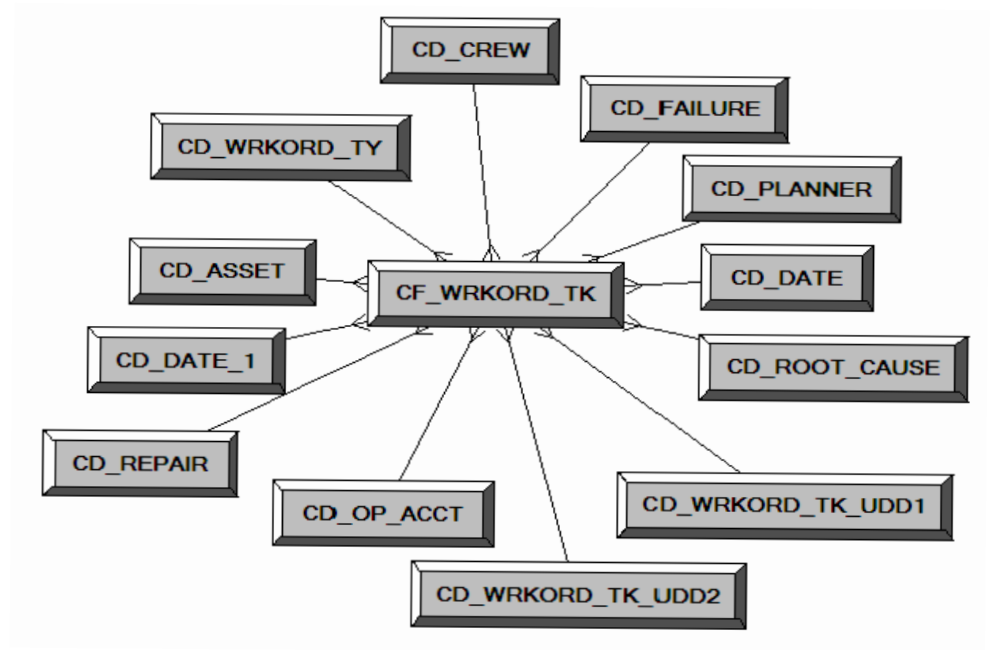 CD_CREW
CD_FAILURE
CD_WRKORD_TY
CD_PLANNER
CD_ASSET
CD_DATE
CF_WRKORD_TK
CD_DATE_1
CD_ROOT_CAUSE
CD_REPAIR
CD_OP_ACCT
CD_WRKORD_TK_UDD1
CD_WRKORD_TK_UDD2